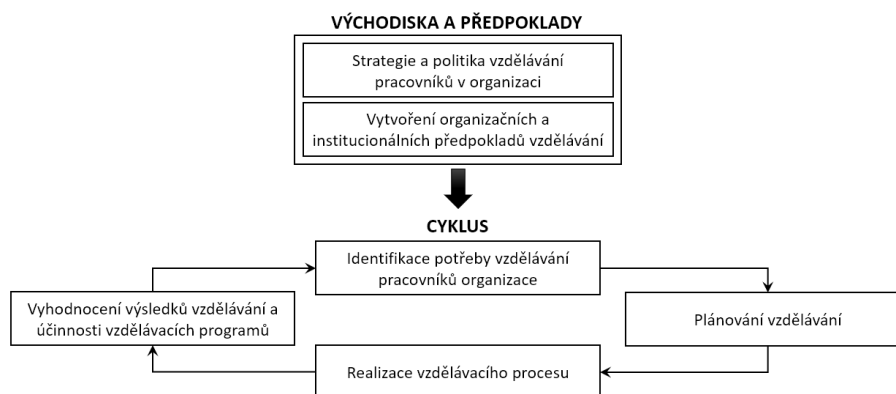 VÝCHODISKA A PŘEDPOKLADY
Strategie a politika vzdělávání
pracovníků v organizaci
Vytvoření organizačních a
institucionálních předpokladů vzdělávání
CYKLUS
Identifikace potřeby vzdělávání
pracovníků organizace
Vyhodnocení výsledků vzdělávání a
účinnosti vzdělávacích programů
Plánování vzdělávání
Realizace vzdělávacího procesu